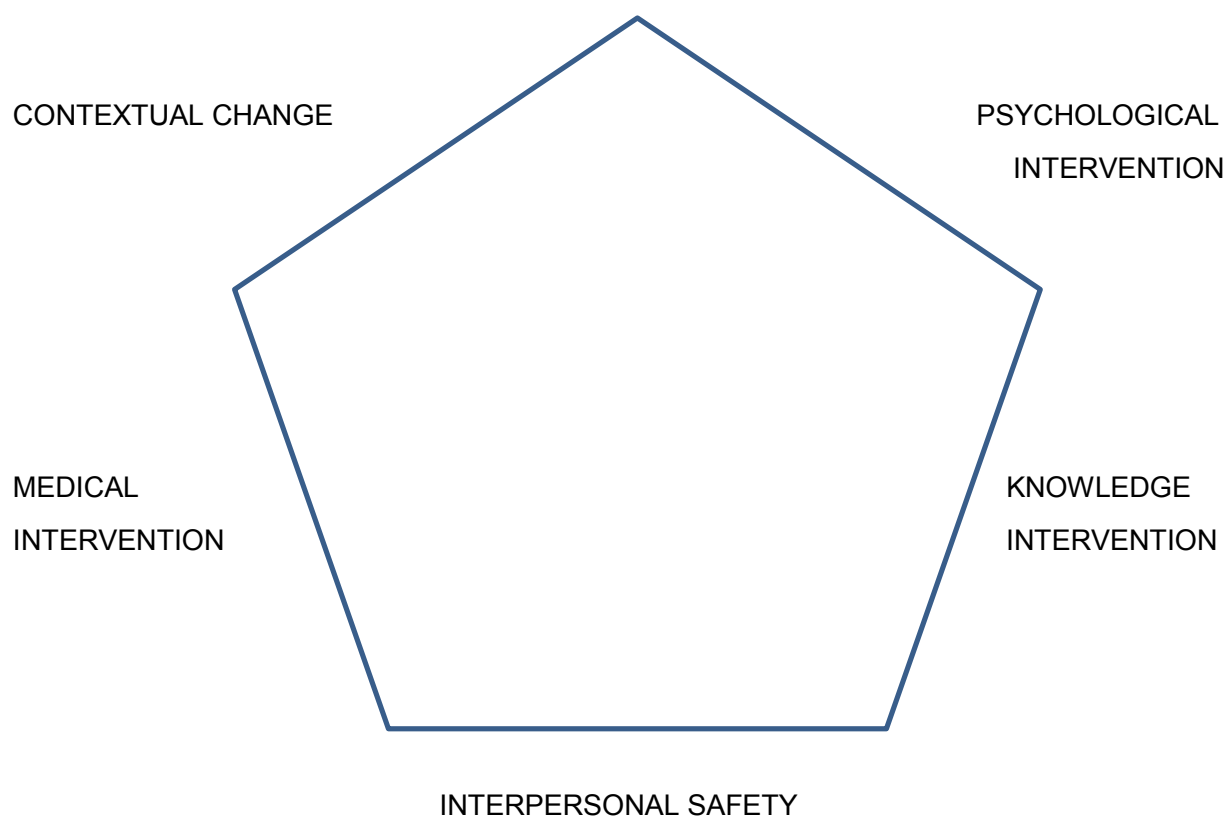 CONTEXTUAL CHANGE
PSYCHOLOGICAL
INTERVENTION
MEDICAL
INTERVENTION
KNOWLEDGE
INTERVENTION
INTERPERSONAL SAFETY